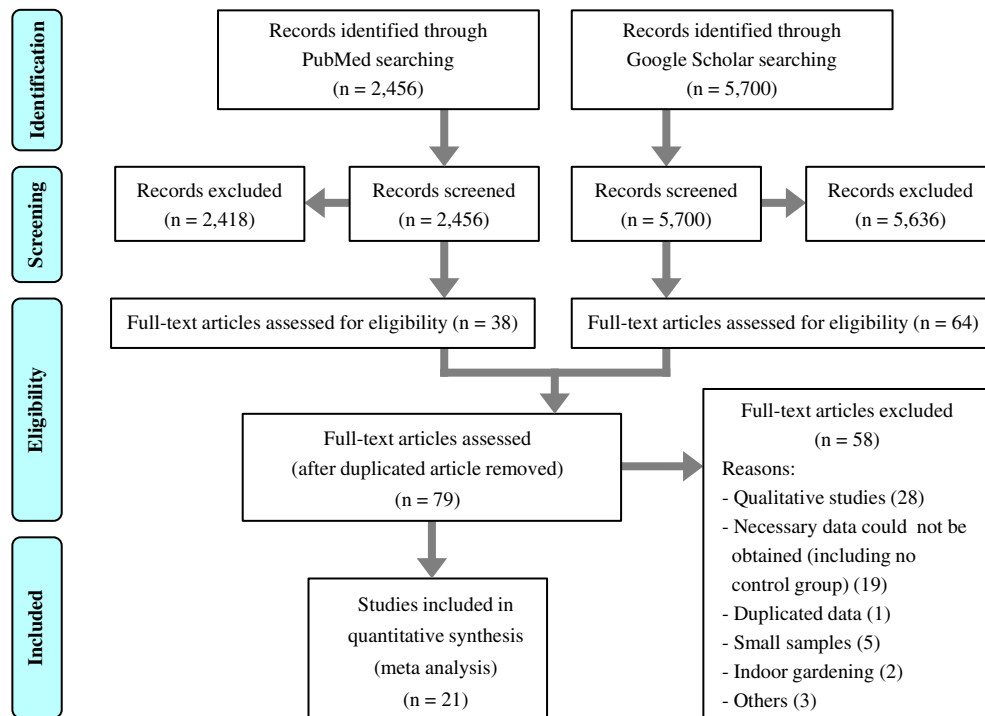 Identification
Records identified through
PubMed searching
(n = 2,456)
Records identified through
Google Scholar searching
(n = 5,700)
Screening
Records excluded
(n = 2,418)
Records screened
(n = 2,456)
Records screened
(n = 5,700)
Records excluded
(n = 5,636)
Eligibility
Full-text articles assessed for eligibility (n = 38)
Full-text articles assessed for eligibility (n = 64)
Full-text articles assessed
(after duplicated article removed)
(n = 79)
Full-text articles excluded
(n = 58)
Reasons:
- Qualitative studies (28)
- Necessary data could not be
obtained (including no
control group) (19)
- Duplicated data (1)
- Small samples (5)
- Indoor gardening (2)
- Others (3)
Included
Studies included in
quantitative synthesis
(meta analysis)
(n = 21)